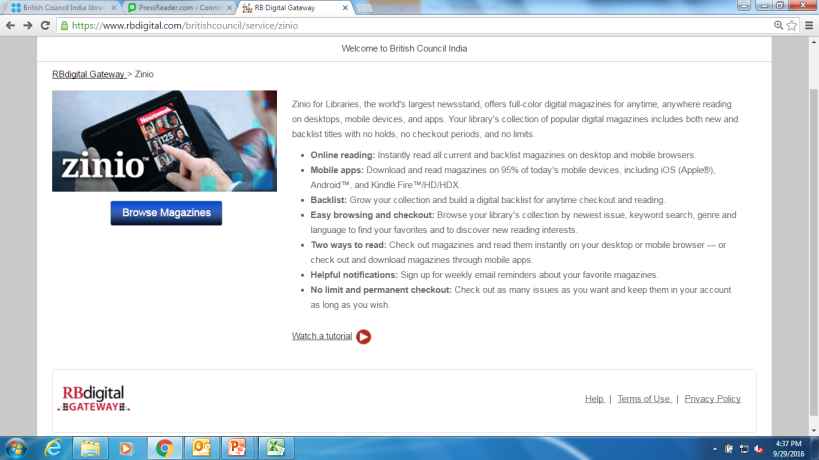 British Council India librar
PressReader.com - Connec
RB Digital Gateway
https://www.rbdigital.com/britishcouncil/service/zinio
Welcome to British Council India
RBdigital Gateway > Zinio
Newsweek
125
zinio™
Browse Magazines
Zinio for Libraries, the world's largest newsstand, offers full-color digital magazines for anytime, anywhere reading
on desktops, mobile devices, and apps. Your library's collection of popular digital magazines includes both new and
backlist titles with no holds, no checkout periods, and no limits.
• Online reading: Instantly read all current and backlist magazines on desktop and mobile browsers.
• Mobile apps: Download and read magazines on 95% of today's mobile devices, including iOS (Apple®),
Android™, and Kindle Fire™/HD/HDX.
• Backlist: Grow your collection and build a digital backlist for anytime checkout and reading.
• Easy browsing and checkout: Browse your library's collection by newest issue, keyword search, genre and
language to find your favorites and to discover new reading interests.
• Two ways to read: Check out magazines and read them instantly on your desktop or mobile browser — or
check out and download magazines through mobile apps.
• Helpful notifications: Sign up for weekly email reminders about your favorite magazines.
• No limit and permanent checkout: Check out as many issues as you want and keep them in your account
as long as you wish.
Watch a tutorial
RBdigital
GATEWAY
Help | Terms of Use | Privacy Policy
4:37 PM
9/29/2016